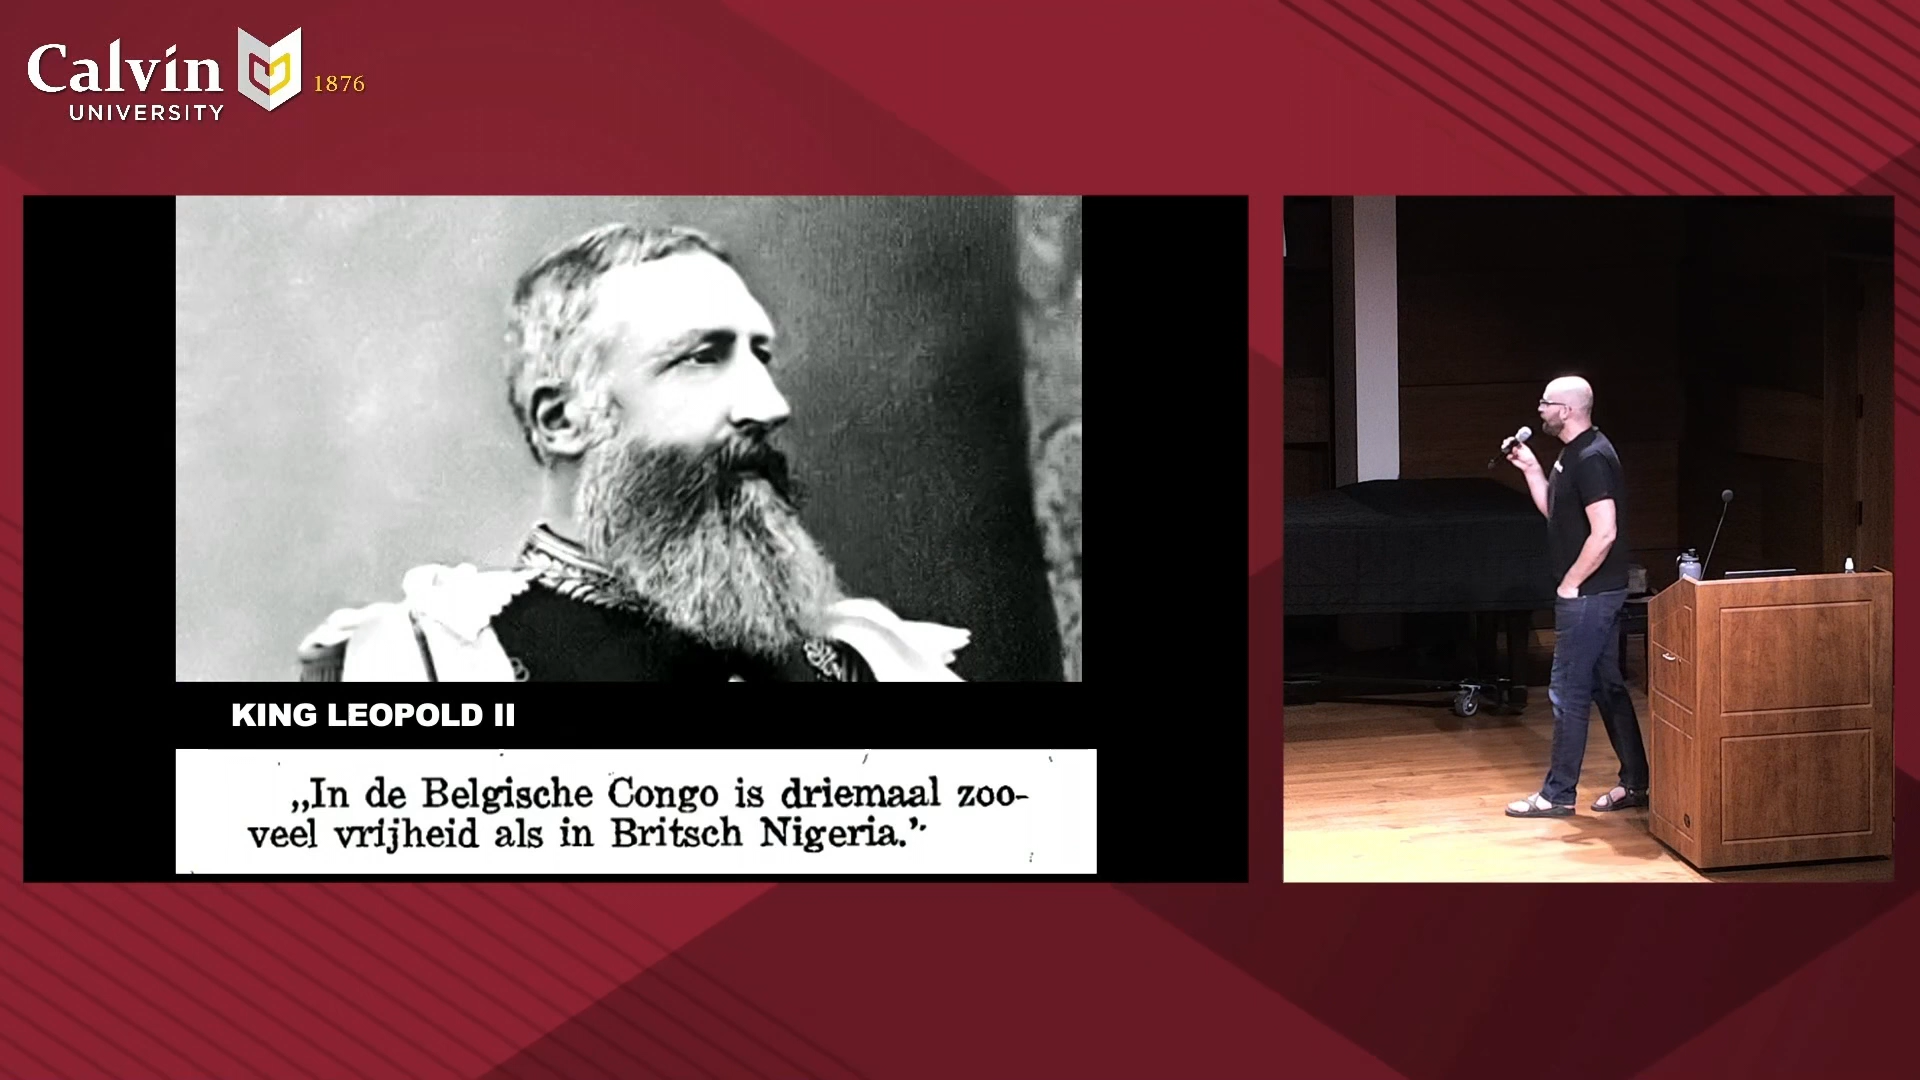 Calvin
UNIVERSITY
1876
KING LEOPOLD II
„In de Belgische Congo is driemaal zoo-
veel vrijheid als in Britsch Nigeria.”